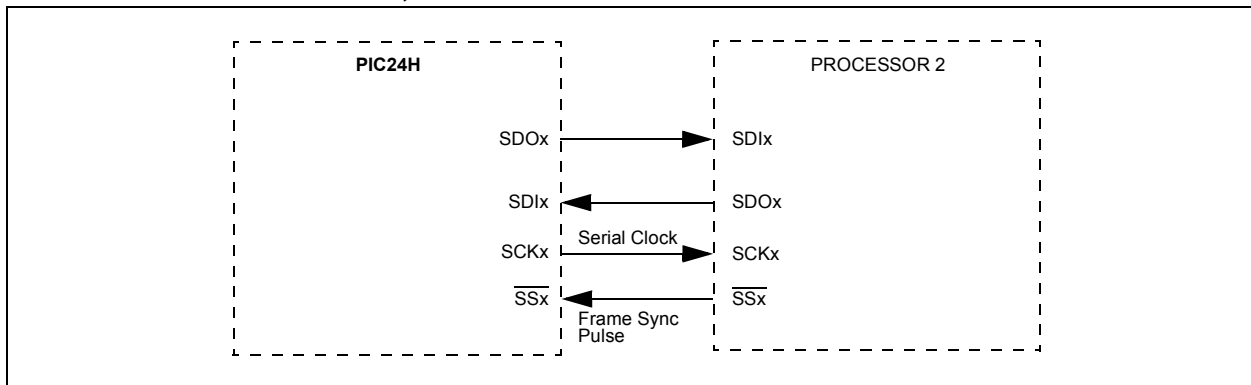 PIC24H
PROCESSOR 2
SDOx
SDIx
SDIx
SDOx
Serial Clock
SCKx
SCKx
SSx
SSx
Frame Sync
Pulse